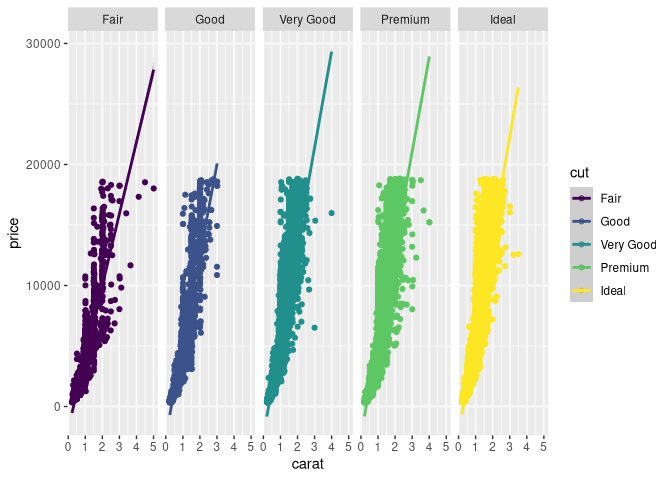 Fair Good Very Good Premium Ideal
30000
20000
10000
0
price
0 1 2 3 4 5 0 1 2 3 4 5 0 1 2 3 4 5 0 1 2 3 4 5 0 1 2 3 4 5
carat
cut
Fair
Good
Very Good
Premium
Ideal